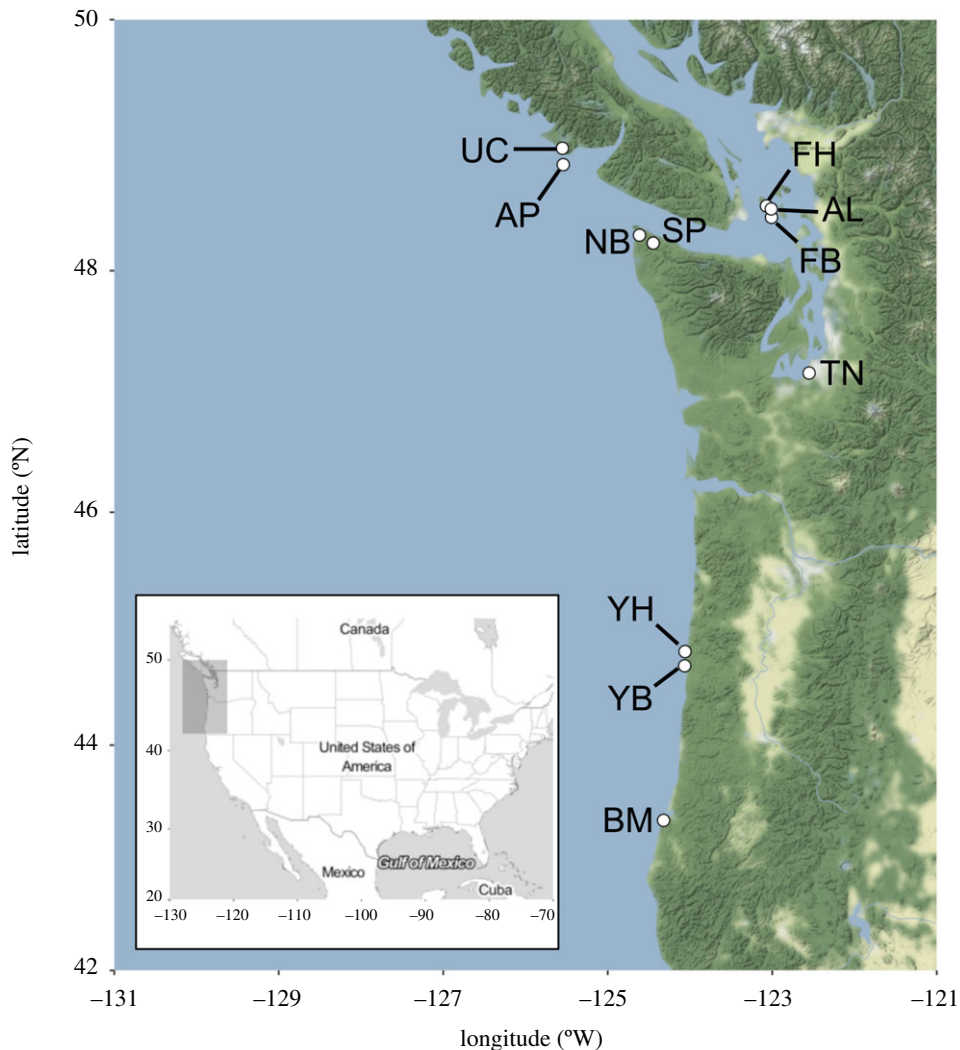 50
UC
FH
AP
AL
NB
SP
FB
48
TN
latitude (ºN)
46
YH
YB
44
BM
Canada
50
United States of
America
40
30
Gulf of Mexico
Mexico
Cuba
20
–130 –120 –110 –100 –90 –80 –70
42
–131 –129 –127 –125 –123 –121
longitude (ºW)